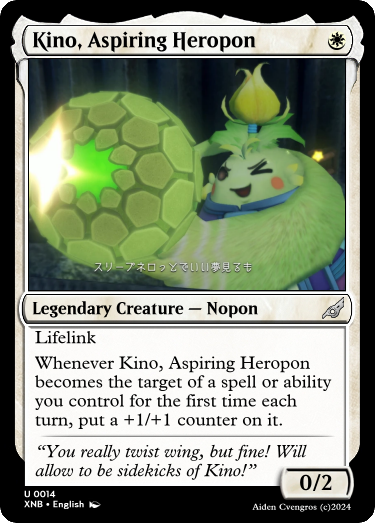 Kino, Aspiring Heropon
スリープネロっとでいい夢見るも
Legendary Creature — Nopon
Lifelink
Whenever Kino, Aspiring Heropon
becomes the target of a spell or ability
you control for the first time each
turn, put a +1/+1 counter on it.
“You really twist wing, but fine! Will
allow to be sidekicks of Kino!”
0/2
U 0014
XNB • English
Aiden Cvengros (c)2024